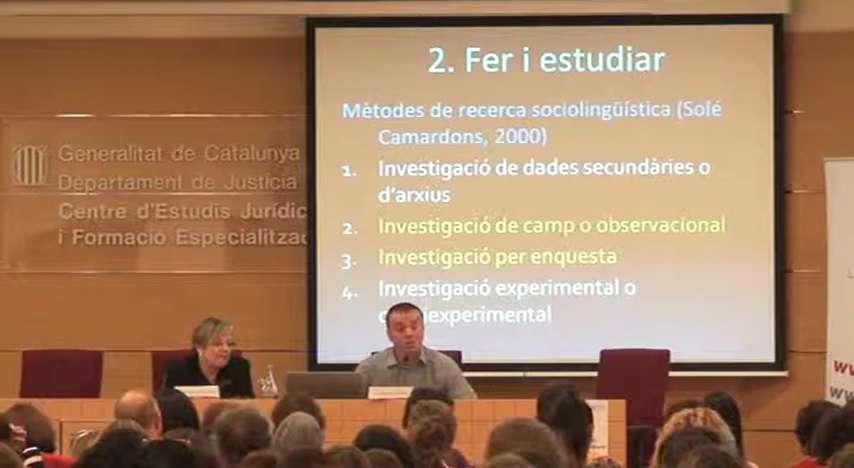 2. Fer i estudiar
Mètodes de recerca sociolingüística (Solé
Camardons, 2000)
1. Investigació de dades secundàries o
d'arxius
2. Investigació de camp o observacional
3. Investigació per enquesta
4. Investigació experimental o
experimental
Generalitat de Catalunya
Departament de Justícia
Centre d'Estudis Jurídic
i Formació Especialitzac